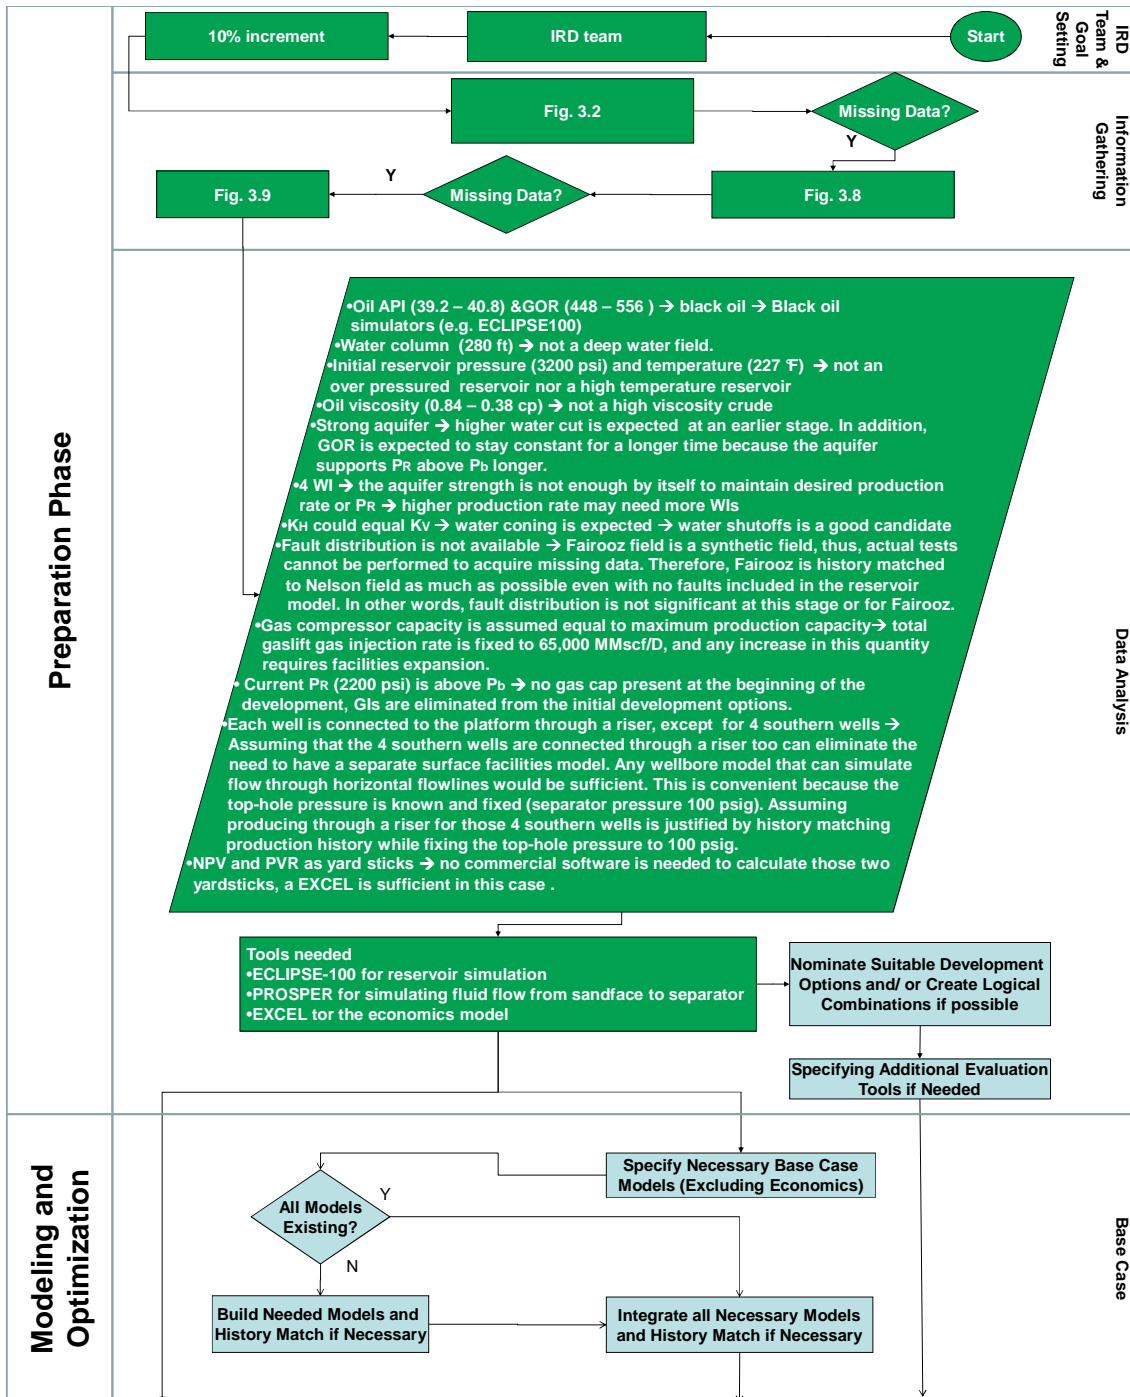 Start
IRD team
10% increment
IRD
Team &
Goal
Setting
Fig. 3.2
Missing Data?
Y
Fig. 3.8
Missing Data?
Y
Fig. 3.9
Information
Gathering
Preparation Phase
•Oil API (39.2 – 40.8) &GOR (448 – 556 ) → black oil → Black oil
simulators (e.g. ECLIPSE100)
•Water column (280 ft) → not a deep water field.
•Initial reservoir pressure (3200 psi) and temperature (227 °F) → not an
over pressured reservoir nor a high temperature reservoir
•Oil viscosity (0.84 – 0.38 cp) → not a high viscosity crude
•Strong aquifer → higher water cut is expected at an earlier stage. In addition,
GOR is expected to stay constant for a longer time because the aquifer
supports PR above Pb longer.
•4 WI → the aquifer strength is not enough by itself to maintain desired production
rate or PR → higher production rate may need more WIs
•KH could equal KV → water coning is expected → water shutoffs is a good candidate
•Fault distribution is not available → Fairooz field is a synthetic field, thus, actual tests
cannot be performed to acquire missing data. Therefore, Fairooz is history matched
to Nelson field as much as possible even with no faults included in the reservoir
model. In other words, fault distribution is not significant at this stage or for Fairooz.
•Gas compressor capacity is assumed equal to maximum production capacity→ total
gaslift gas injection rate is fixed to 65,000 MMscf/D, and any increase in this quantity
requires facilities expansion.
• Current PR (2200 psi) is above Pb → no gas cap present at the beginning of the
development, GIs are eliminated from the initial development options.
•Each well is connected to the platform through a riser, except for 4 southern wells →
Assuming that the 4 southern wells are connected through a riser too can eliminate the
need to have a separate surface facilities model. Any wellbore model that can simulate
flow through horizontal flowlines would be sufficient. This is convenient because the
top-hole pressure is known and fixed (separator pressure 100 psig). Assuming
producing through a riser for those 4 southern wells is justified by history matching
production history while fixing the top-hole pressure to 100 psig.
•NPV and PVR as yard sticks → no commercial software is needed to calculate those two
yardsticks, a EXCEL is sufficient in this case .
Data Analysis
Tools needed
•ECLIPSE-100 for reservoir simulation
•PROSPER for simulating fluid flow from sandface to separator
•EXCEL tor the economics model
Nominate Suitable Development
Options and/ or Create Logical
Combinations if possible
Specifying Additional Evaluation
Tools if Needed
Modeling and
Optimization
Specify Necessary Base Case
Models (Excluding Economics)
All Models
Existing?
Y
N
Build Needed Models and
History Match if Necessary
Integrate all Necessary Models
and History Match if Necessary
Base Case